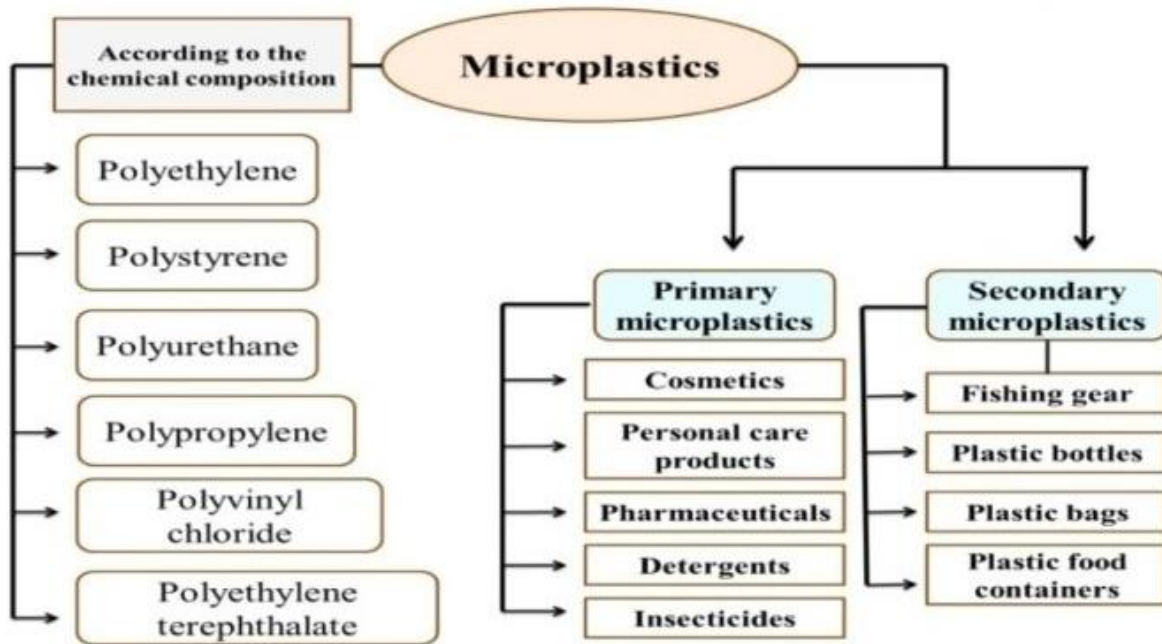 According to the
chemical composition
Microplastics
Polyethylene
Polystyrene
Polyurethane
Polypropylene
Polyvinyl
chloride
Polyethylene
terephthalate
Primary
microplastics
Cosmetics
Personal care
products
Pharmaceuticals
Detergents
Insecticides
Secondary
microplastics
Fishing gear
Plastic bottles
Plastic bags
Plastic food
containers